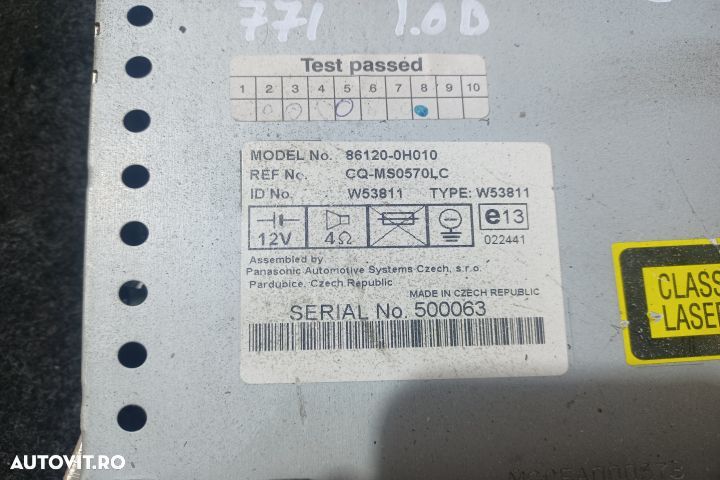 771 1.0 D
Test passed
1 2 3 4 5 6 7 8 9 10
MODEL No. 86120-0H010
REF No. CQ-MS0570LC
ID No. W53811 TYPE: W53811
12V 4Ω e13
022441
Assembled by
Panasonic Automotive Systems Czech, s.r.o.
Pardubice, Czech Republic
MADE IN CZECH REPUBLIC
SERIAL No. 500063
CLASS
LASER
AUTOVIT.RO